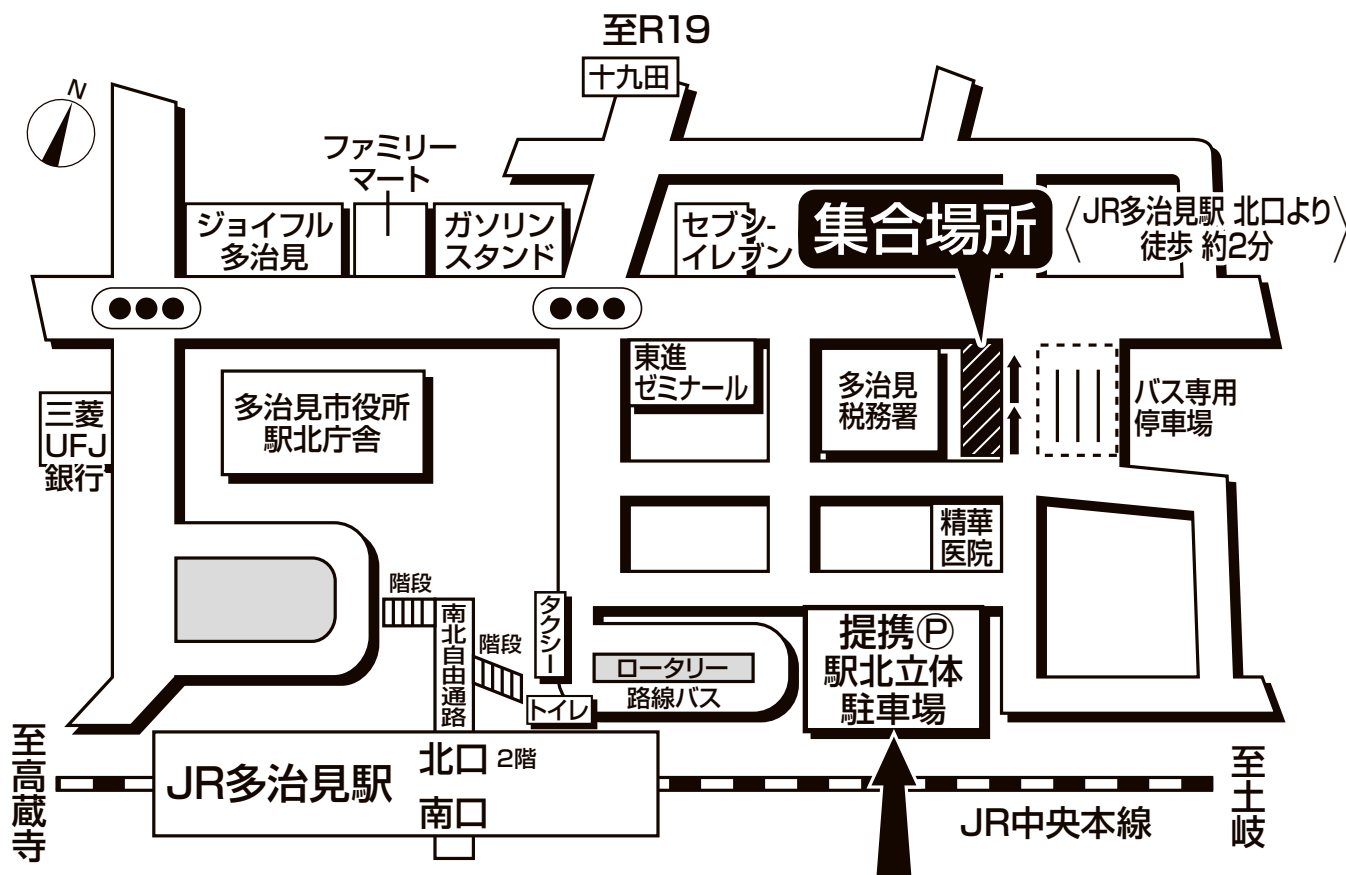 至R19
十九田
N
ファミリー
マート
ジョイフル
多治見
ガソリン
スタンド
セブン-
イレブン
集合場所
〈JR多治見駅 北口より
徒歩 約2分〉
三菱
UFJ
銀行
多治見市役所
駅北庁舎
東進
ゼミナール
多治見
税務署
バス専用
停車場
精華
医院
階段
南北自由通路
階段
タクシー
トイレ
ロータリー
路線バス
提携Ⓟ
駅北立体
駐車場
至高蔵寺
JR多治見駅
北口 2階
南口
JR中央本線
至土岐